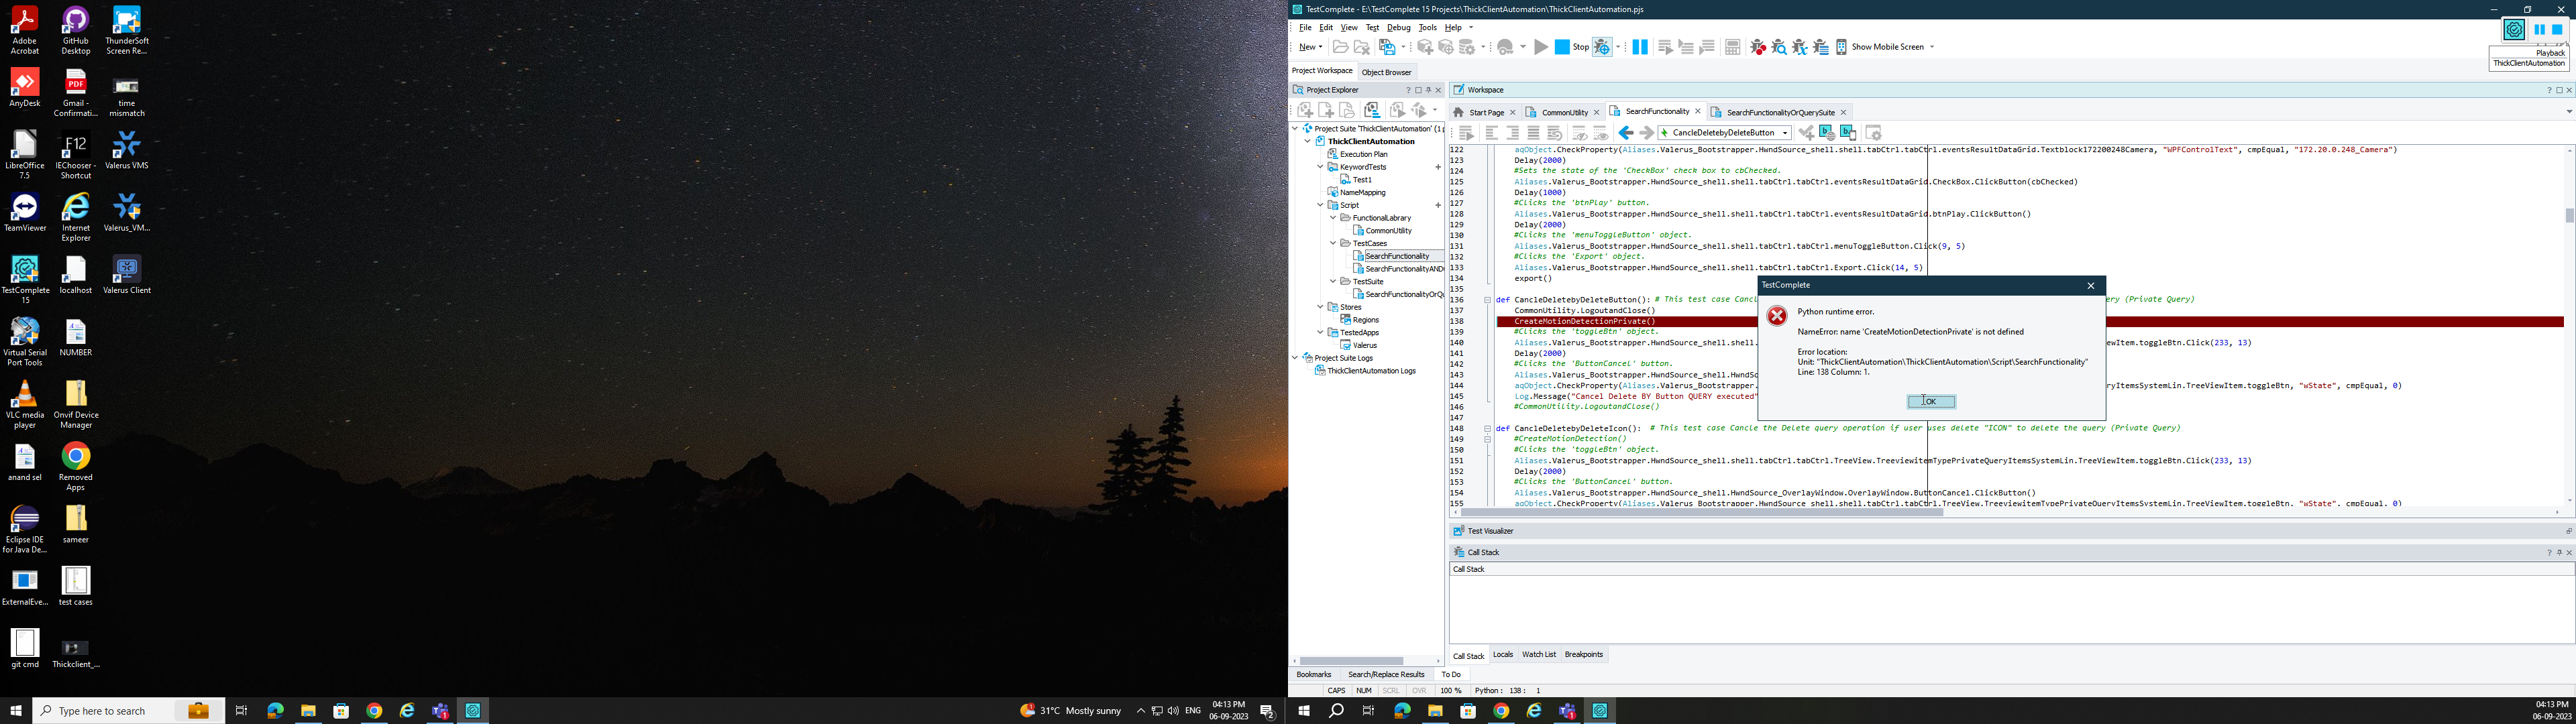 Adobe Acrobat
GitHub Desktop
ThunderSoft Screen Re...
AnyDesk
Gmail - Confirmati...
time mismatch
LibreOffice 7.5
F12
IEChooser - Shortcut
Valerus VMS
TeamViewer
Internet Explorer
Valerus_VM...
TestComplete 15
localhost
Valerus Client
Virtual Serial Port Tools
NUMBER
VLC media player
Onvif Device Manager
anand sel
Removed Apps
Eclipse IDE for Java De...
sameer
ExternalEve...
test cases
git cmd
Thickclient_...
Type here to search
31°C Mostly sunny
ENG
04:13 PM
06-09-2023
TestComplete - E:\TestComplete 15 Projects\ThickClientAutomation\ThickClientAutomation.pjs
File Edit View Test Debug Tools Help
New
Stop
Show Mobile Screen
Playback
ThickClientAutomation
Project Workspace
Object Browser
Project Explorer
Project Suite 'ThickClientAutomation' (1 p
ThickClientAutomation
Execution Plan
KeywordTests
Test1
NameMapping
Script
FunctionalLabrary
CommonUtility
TestCases
SearchFunctionality
SearchFunctionalityAND
TestSuite
SearchFunctionalityOrQu
Stores
Regions
TestedApps
Valerus
Project Suite Logs
ThickClientAutomation Logs
Workspace
Start Page
CommonUtility
SearchFunctionality
SearchFunctionalityOrQuerySuite
CancleDeletebyDeleteButton
122 aqObject.CheckProperty(Aliases.Valerus_Bootstrapper.HwndSource_shell.shell.tabCtrl.tabCtrl.eventsResultDataGrid.Textblock172200248Camera, "WPFControlText", cmpEqual, "172.20.0.248_Camera")
123 Delay(2000)
124 #Sets the state of the 'CheckBox' check box to cbChecked.
125 Aliases.Valerus_Bootstrapper.HwndSource_shell.shell.tabCtrl.tabCtrl.eventsResultDataGrid.CheckBox.ClickButton(cbChecked)
126 Delay(1000)
127 #Clicks the 'btnPlay' button.
128 Aliases.Valerus_Bootstrapper.HwndSource_shell.shell.tabCtrl.tabCtrl.eventsResultDataGrid.btnPlay.ClickButton()
129 Delay(2000)
130 #Clicks the 'menuToggleButton' object.
131 Aliases.Valerus_Bootstrapper.HwndSource_shell.shell.tabCtrl.tabCtrl.menuToggleButton.Click(9, 5)
132 #Clicks the 'Export' object.
133 Aliases.Valerus_Bootstrapper.HwndSource_shell.shell.tabCtrl.tabCtrl.Export.Click(14, 5)
134 export()
135
136 def CancleDeletebyDeleteButton(): # This test case Cancle ery (Private Query)
137 CommonUtility.LogoutandClose()
138 CreateMotionDetectionPrivate()
139 #Clicks the 'toggleBtn' object.
140 Aliases.Valerus_Bootstrapper.HwndSource_shell.s ewItem.toggleBtn.Click(233, 13)
141 Delay(2000)
142 #Clicks the 'ButtonCancel' button.
143 Aliases.Valerus_Bootstrapper.HwndSource_shell.Hw
144 aqObject.CheckProperty(Aliases.Valerus_Bootstrapper. ryItemsSystemLin.TreeViewItem.toggleBtn, "wState", cmpEqual, 0)
145 Log.Message("Cancel Delete BY Button QUERY executed"
146 #CommonUtility.LogoutandClose()
147
148 def CancleDeletebyDeleteIcon(): # This test case Cancle the Delete query operation if user uses delete "ICON" to delete the query (Private Query)
149 #CreateMotionDetection()
150 #Clicks the 'toggleBtn' object.
151 Aliases.Valerus_Bootstrapper.HwndSource_shell.shell.tabCtrl.tabCtrl.TreeView.TreeviewitemTypePrivateQueryItemsSystemLin.TreeViewItem.toggleBtn.Click(233, 13)
152 Delay(2000)
153 #Clicks the 'ButtonCancel' button.
154 Aliases.Valerus_Bootstrapper.HwndSource_shell.HwndSource_OverlayWindow.OverlayWindow.ButtonCancel.ClickButton()
155 aqObject.CheckProperty(Aliases.Valerus_Bootstrapper.HwndSource_shell.shell.tabCtrl.tabCtrl.TreeView.TreeviewitemTypePrivateQueryItemsSystemLin.TreeViewItem.toggleBtn, "wState", cmpEqual, 0)
TestComplete
Python runtime error.
NameError: name 'CreateMotionDetectionPrivate' is not defined
Error location:
Unit: "ThickClientAutomation\ThickClientAutomation\Script\SearchFunctionality"
Line: 138 Column: 1.
OK
Test Visualizer
Call Stack
Call Stack
Call Stack Locals Watch List Breakpoints
Bookmarks Search/Replace Results To Do
CAPS NUM SCRL OVR 100 % Python : 138 : 1
04:13 PM
06-09-2023